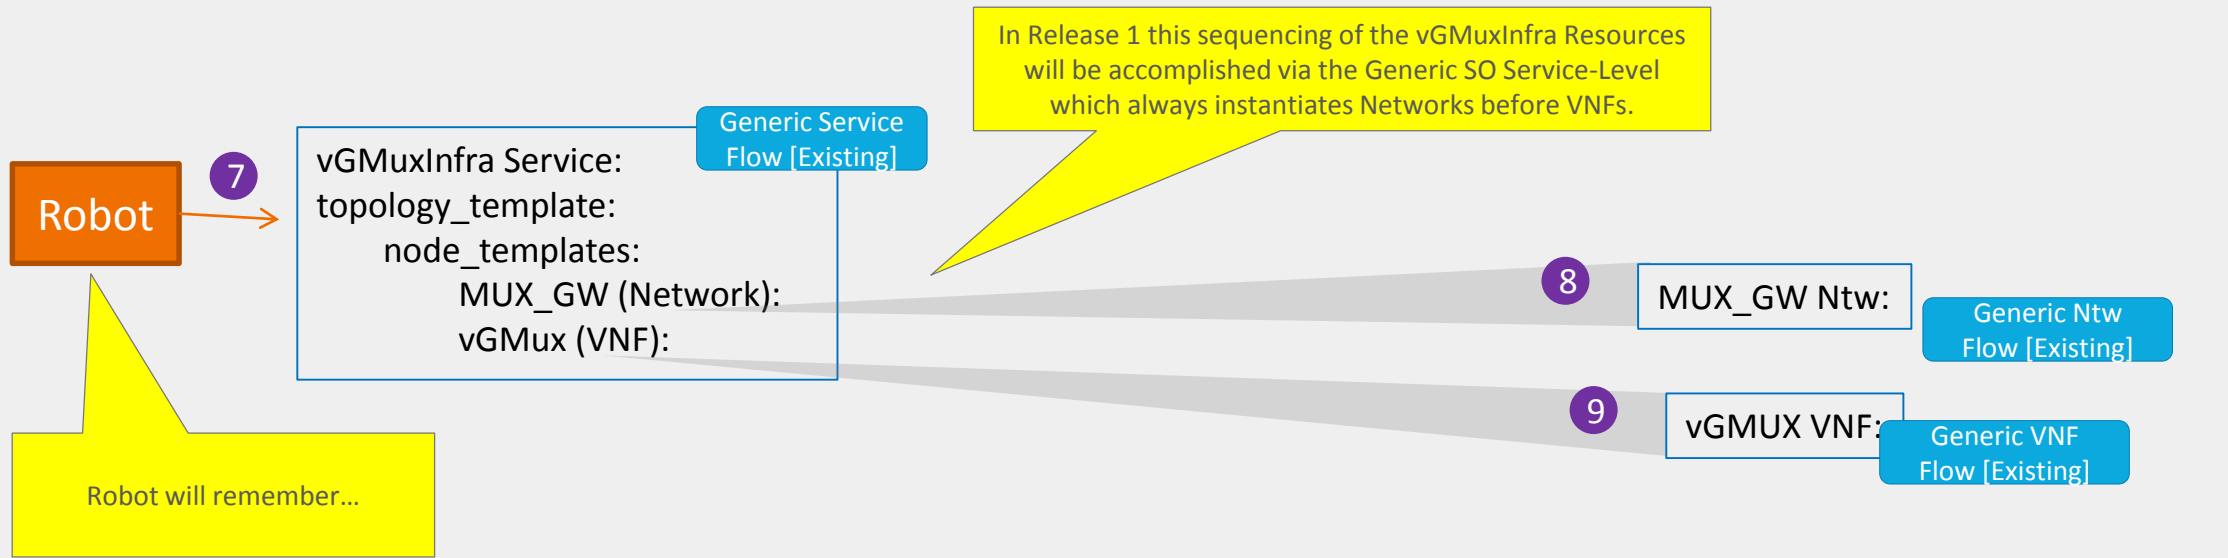 In Release 1 this sequencing of the vGMuxInfra Resources
will be accomplished via the Generic SO Service-Level
which always instantiates Networks before VNFs.
Generic Service
Flow [Existing]
Robot
7
vGMuxInfra Service:
topology_template:
node_templates:
MUX_GW (Network):
vGMux (VNF):
8
MUX_GW Ntw:
Generic Ntw
Flow [Existing]
9
vGMUX VNF:
Generic VNF
Flow [Existing]
Robot will remember…